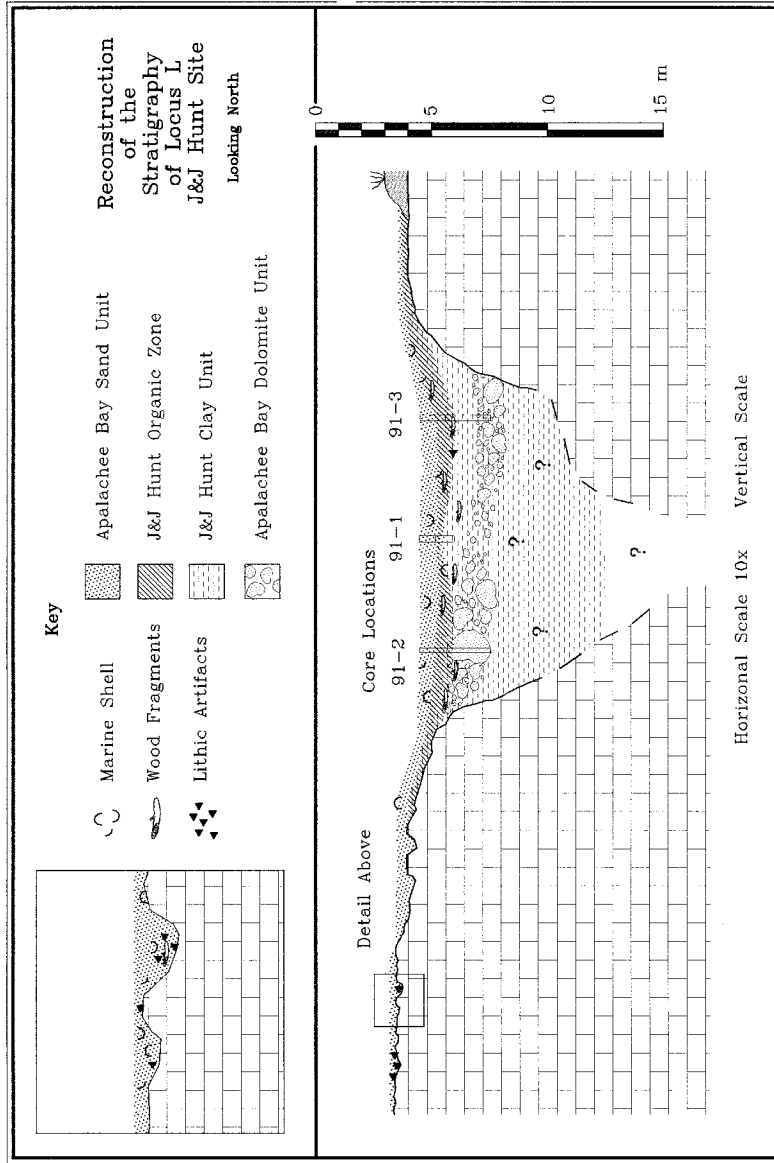 Reconstruction
of the
Stratigraphy
of Locus L
J&J Hunt Site
Looking North
Key
Marine Shell
Wood Fragments
Lithic Artifacts
Apalachee Bay Sand Unit
J&J Hunt Organic Zone
J&J Hunt Clay Unit
Apalachee Bay Dolomite Unit
Detail Above
Core Locations
91-2
91-1
91-3
?
?
?
?
0
5
10
15 m
Horizonal Scale 10x Vertical Scale